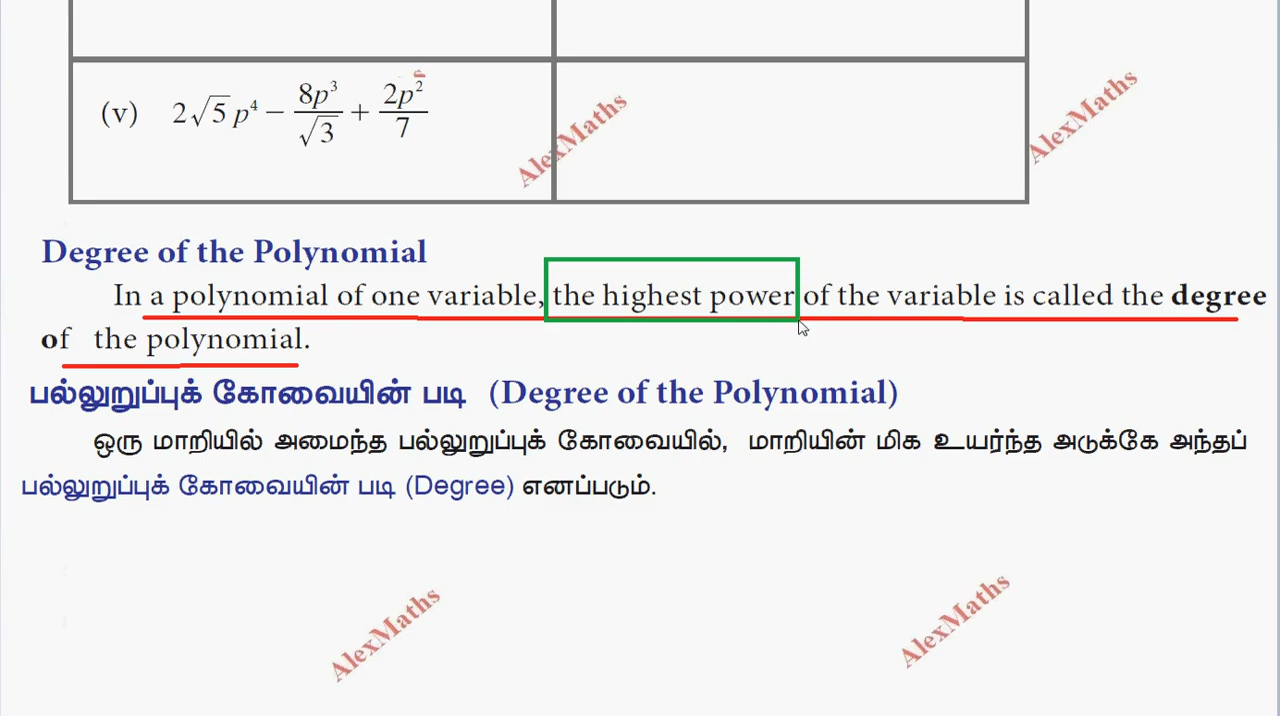 (v) 2√5 p⁴ − 8p³/√3 + 2p²/7
AlexMaths
AlexMaths
Degree of the Polynomial
In a polynomial of one variable, the highest power of the variable is called the degree
of the polynomial.
பல்லுறுப்புக் கோவையின் படி (Degree of the Polynomial)
ஒரு மாறியில் அமைந்த பல்லுறுப்புக் கோவையில், மாறியின் மிக உயர்ந்த அடுக்கே அந்தப்
பல்லுறுப்புக் கோவையின் படி (Degree) எனப்படும்.
AlexMaths
AlexMaths